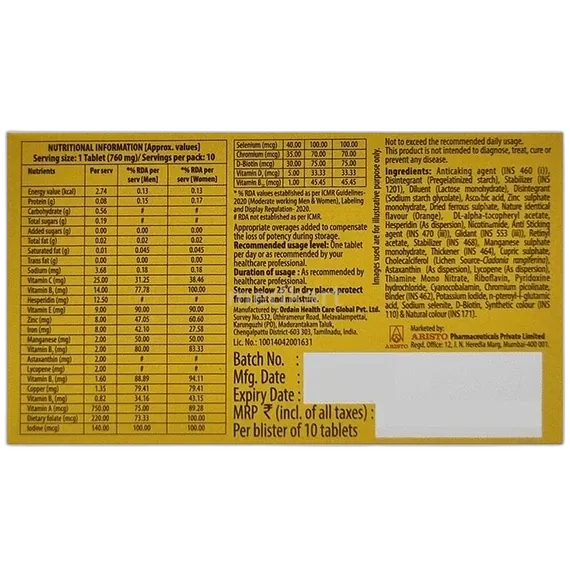 NUTRITIONAL INFORMATION [Approx. values]
Serving size: 1 Tablet (760 mg)/ Servings per pack: 10
Nutrients Per serv %* RDA per serv [Men] %* RDA per serv [Women]
Energy value (kcal) 2.74 0.13 0.13
Protein (g) 0.08 0.15 0.17
Carbohydrate (g) 0.56 # #
Total sugars (g) 0.19 # #
Added sugars (g) 0.00 0.00 0.00
Total fat (g) 0.02 0.02 0.02
Saturated fat (g) 0.01 0.045 0.045
Trans fat (g) 0.00 0.00 0.00
Sodium (mg) 3.68 0.18 0.18
Vitamin C (mg) 25.00 31.25 38.46
Vitamin B₃ (mg) 14.00 77.78 100.00
Hesperidin (mg) 12.50 # #
Vitamin E (mg) 9.00 90.00 90.00
Zinc (mg) 8.00 47.00 60.60
Iron (mg) 8.00 42.10 27.58
Manganese (mg) 2.00 50.00 50.00
Vitamin B₂ (mg) 2.00 80.00 83.33
Astaxanthin (mg) 2.00 # #
Lycopene (mg) 2.00 # #
Vitamin B₆ (mg) 1.60 88.89 94.11
Copper (mg) 1.35 79.41 79.41
Vitamin B₁ (mg) 0.82 34.16 43.15
Vitamin A (mcg) 750.00 75.00 89.28
Dietary folate (mcg) 220.00 73.33 100.00
Iodine (mcg) 140.00 100.00 100.00
Selenium (mcg) 40.00 100.00 100.00
Chromium (mcg) 35.00 70.00 70.00
D-Biotin (mcg) 30.00 75.00 75.00
Vitamin D₂ (mcg) 5.00 33.33 33.33
Vitamin B₁₂ (mcg) 1.00 45.45 45.45
* % RDA values established as per ICMR Guidelines-
2020 (Moderate working Men & Women), Labeling
and Display Regulation- 2020.
# RDA not established as per ICMR.
Appropriate overages added to compensate
the loss of potency during storage.
Recommended usage level: One tablet
per day or as recommended by your
healthcare professional.
Duration of usage : As recommended by
healthcare professional.
Store below 25°C in dry place, protect
from light and moisture.
Manufactured by: Ordain Health Care Global Pvt. Ltd.
Survey No.532, Uthiramerur Road, Melavalampettai,
Karunguzhi (PO), Madurantakam Taluk,
Chengalpattu District-603 303, Tamilnadu, India.
Lic. No : 10014042001631
Batch No. :
Mfg. Date :
Expiry Date :
MRP ₹ (incl. of all taxes) :
Per blister of 10 tablets
Images used are for illustrative purpose only.
Not to exceed the recommended daily usage.
This product is not intended to diagnose, treat, cure or
prevent any disease.
Ingredients: Anticaking agent (INS 460 (i)),
Disintegrant (Pregelatinized starch), Stabilizer (INS
1201), Diluent (Lactose monohydrate), Disintegrant
(Sodium starch glycolate), Ascorbic acid, Zinc sulphate
monohydrate, Dried ferrous sulphate, Nature identical
flavour (Orange), DL-alpha-tocopheryl acetate,
Hesperidin (As dispersion), Nicotinamide, Anti Sticking
agent (INS 470 (iii)), Glidant (INS 553 (iii)), Retinyl
acetate, Stabilizer (INS 468), Manganese sulphate
monohydrate, Thickener (INS 464), Cupric sulphate,
Cholecalciferol (Lichen Source-Cladonia rangiferina),
Astaxanthin (As dispersion), Lycopene (As dispersion),
Thiamine Mono Nitrate, Riboflavin, Pyridoxine
hydrochloride, Cyanocobalamin, Chromium picolinate,
Binder (INS 462), Potassium Iodide, n-pteroyl-l-glutamic
acid, Sodium selenite, D-Biotin, Synthetic colours (INS
110) & Natural colour (INS 171).
Marketed by:
ARISTO Pharmaceuticals Private Limited
ARISTO Regd. Office: 12, J. N. Heredia Marg, Mumbai-400 001.